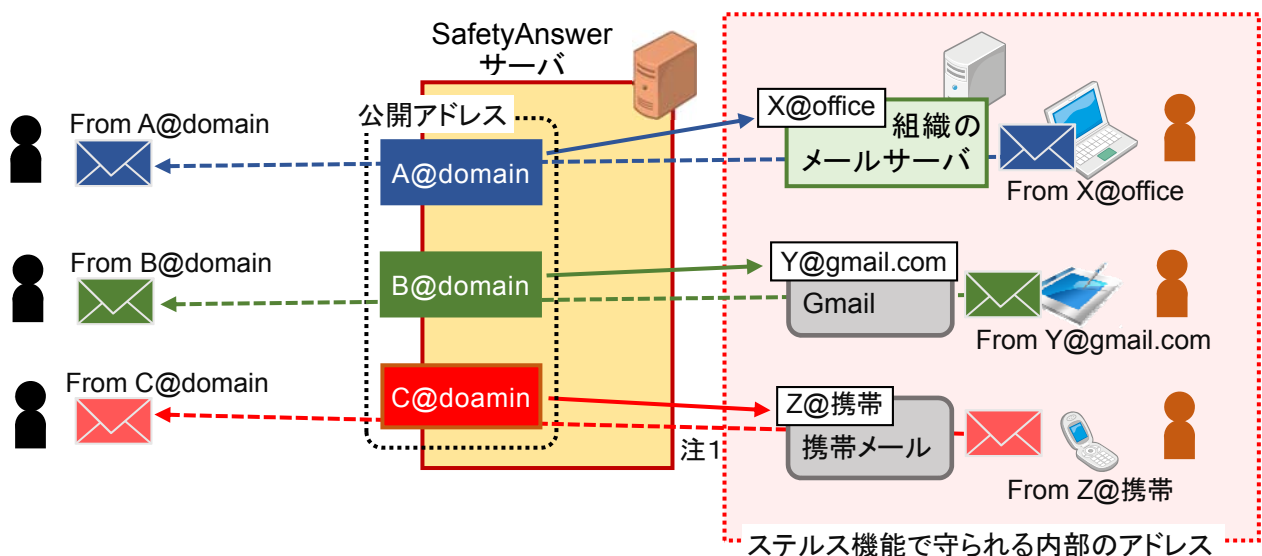 SafetyAnswer
サーバ
公開アドレス
From A@domain
A@domain
X@office
組織の
メールサーバ
From X@office
From B@domain
B@domain
Y@gmail.com
Gmail
From Y@gmail.com
From C@domain
C@doamin
Z@携帯
携帯メール
注1
From Z@携帯
ステルス機能で守られる内部のアドレス